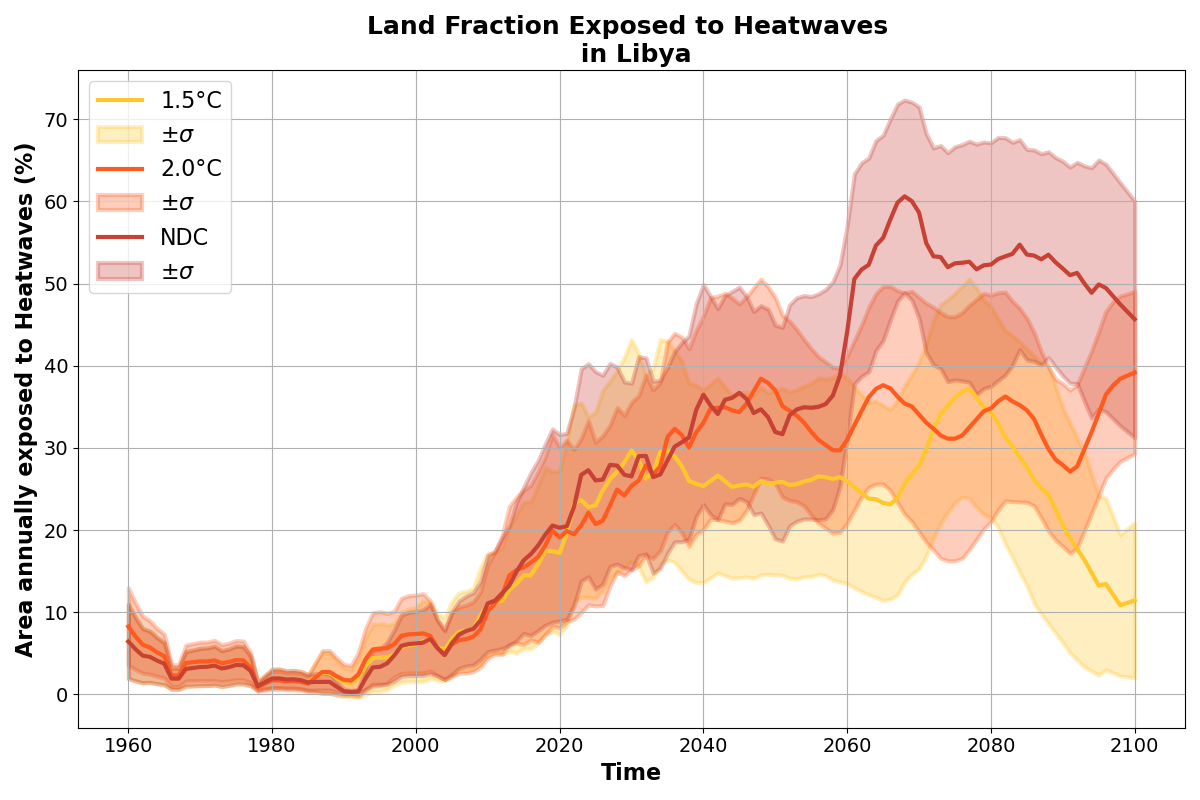 Land Fraction Exposed to Heatwaves
in Libya
1.5°C
±σ
2.0°C
±σ
NDC
±σ
Area annually exposed to Heatwaves (%)
70
60
50
40
30
20
10
0
1960 1980 2000 2020 2040 2060 2080 2100
Time